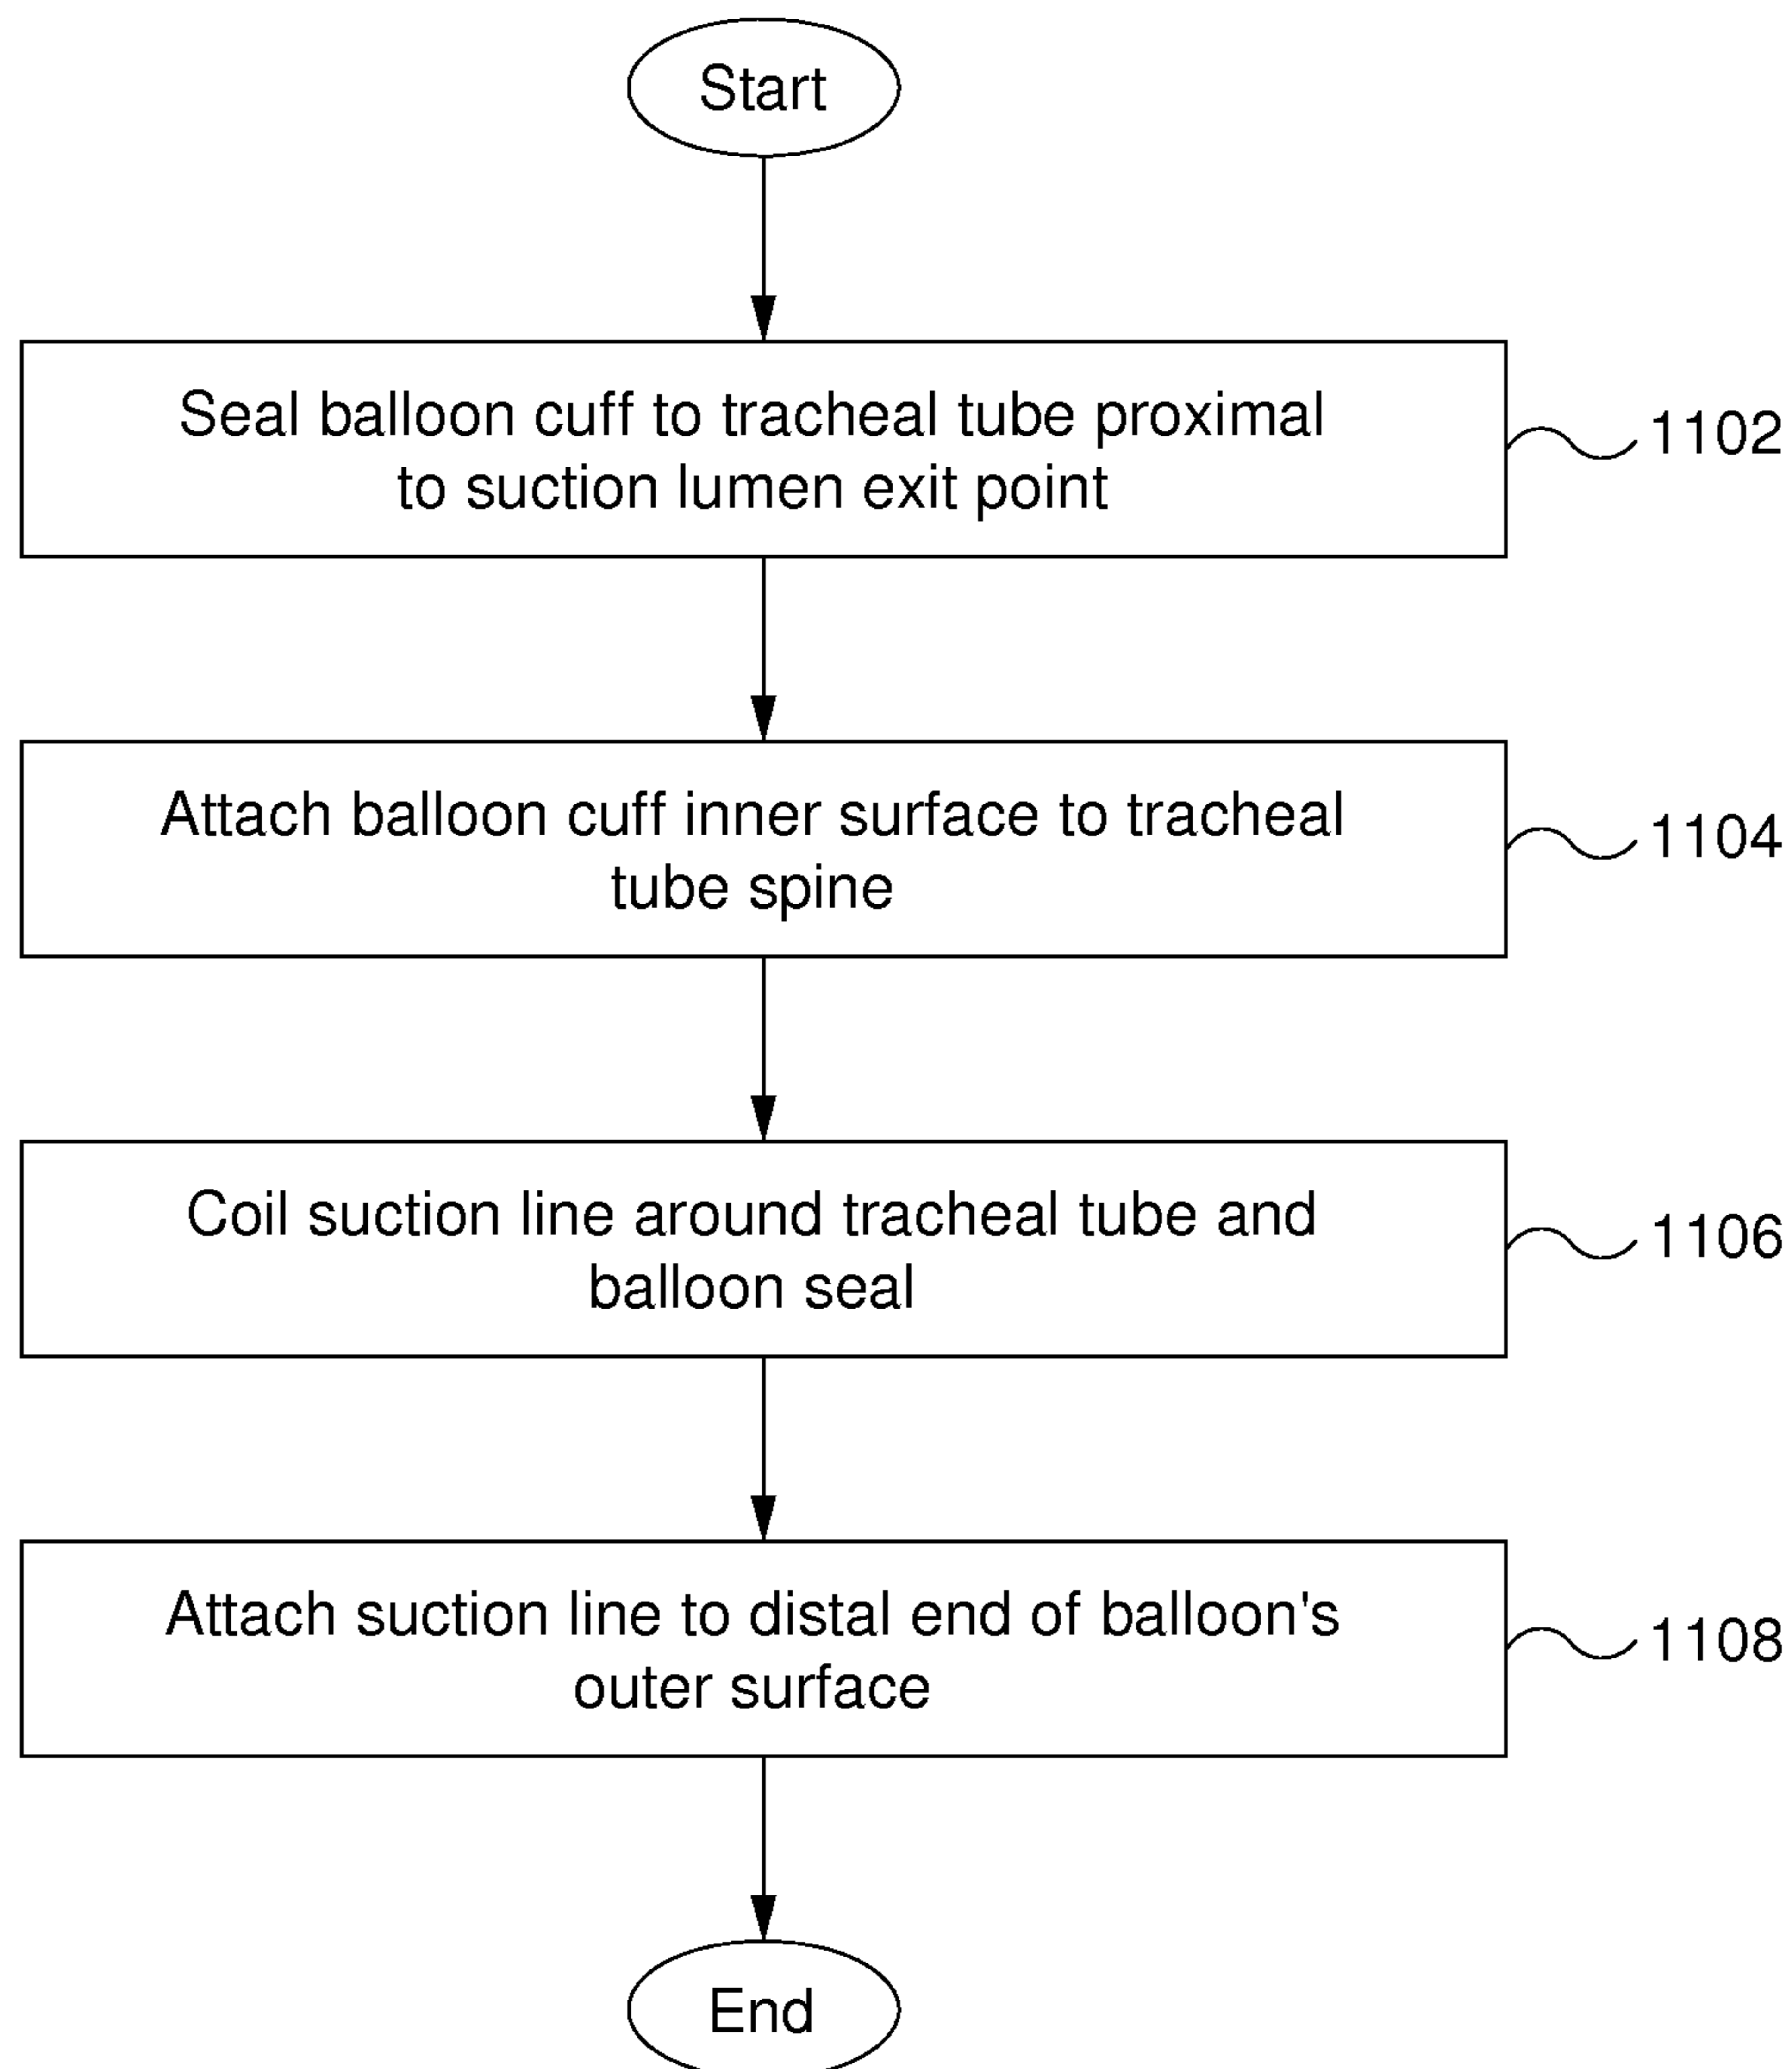 Start
Seal balloon cuff to tracheal tube proximal
to suction lumen exit point
1102
Attach balloon cuff inner surface to tracheal
tube spine
1104
Coil suction line around tracheal tube and
balloon seal
1106
Attach suction line to distal end of balloon's
outer surface
1108
End